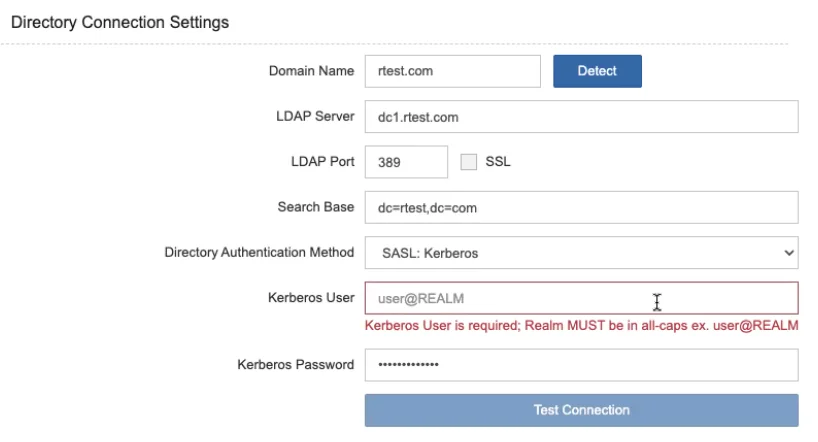 Directory Connection Settings
Domain Name rtest.com Detect
LDAP Server dc1.rtest.com
LDAP Port 389 SSL
Search Base dc=rtest,dc=com
Directory Authentication Method SASL: Kerberos
Kerberos User user@REALM
Kerberos User is required; Realm MUST be in all-caps ex. user@REALM
Kerberos Password •••••••••••••
Test Connection